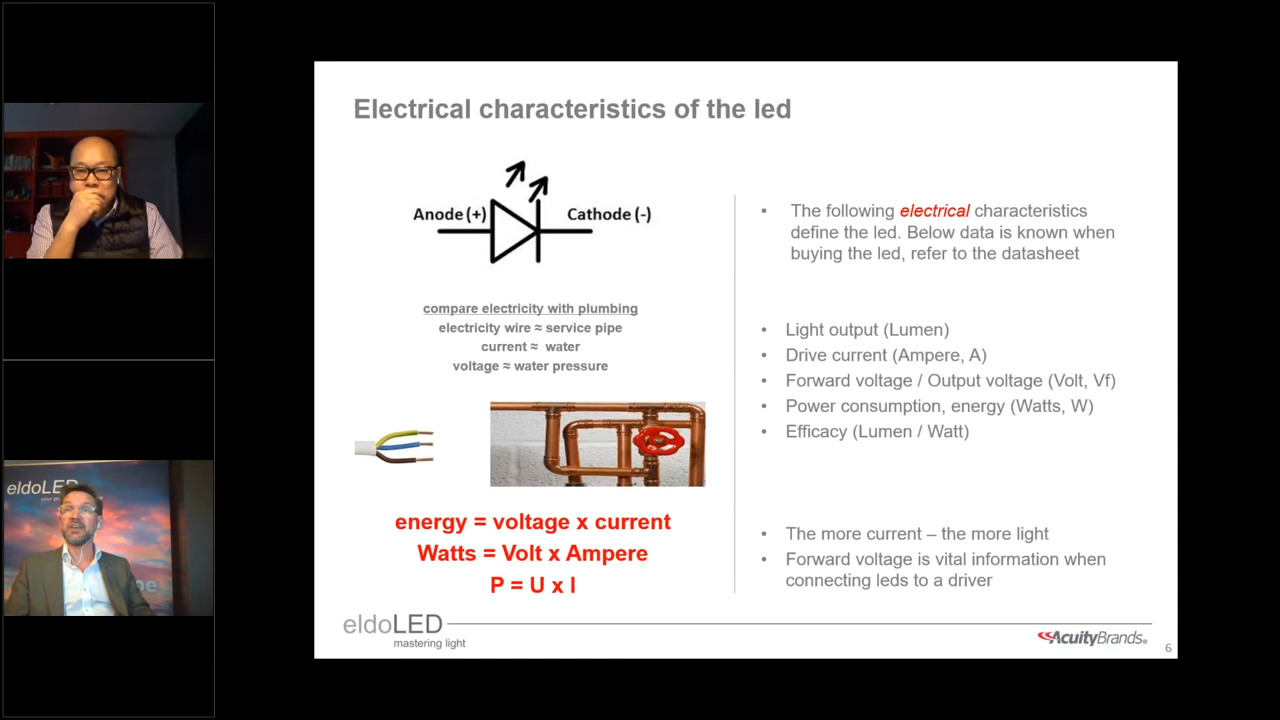 Electrical characteristics of the led
Anode (+)
Cathode (-)
compare electricity with plumbing
electricity wire ≈ service pipe
current ≈ water
voltage ≈ water pressure
energy = voltage x current
Watts = Volt x Ampere
P = U x I
• The following electrical characteristics
define the led. Below data is known when
buying the led, refer to the datasheet
• Light output (Lumen)
• Drive current (Ampere, A)
• Forward voltage / Output voltage (Volt, Vf)
• Power consumption, energy (Watts, W)
• Efficacy (Lumen / Watt)
• The more current – the more light
• Forward voltage is vital information when
connecting leds to a driver
eldoLED
mastering light
AcuityBrands®
6
eldoLED